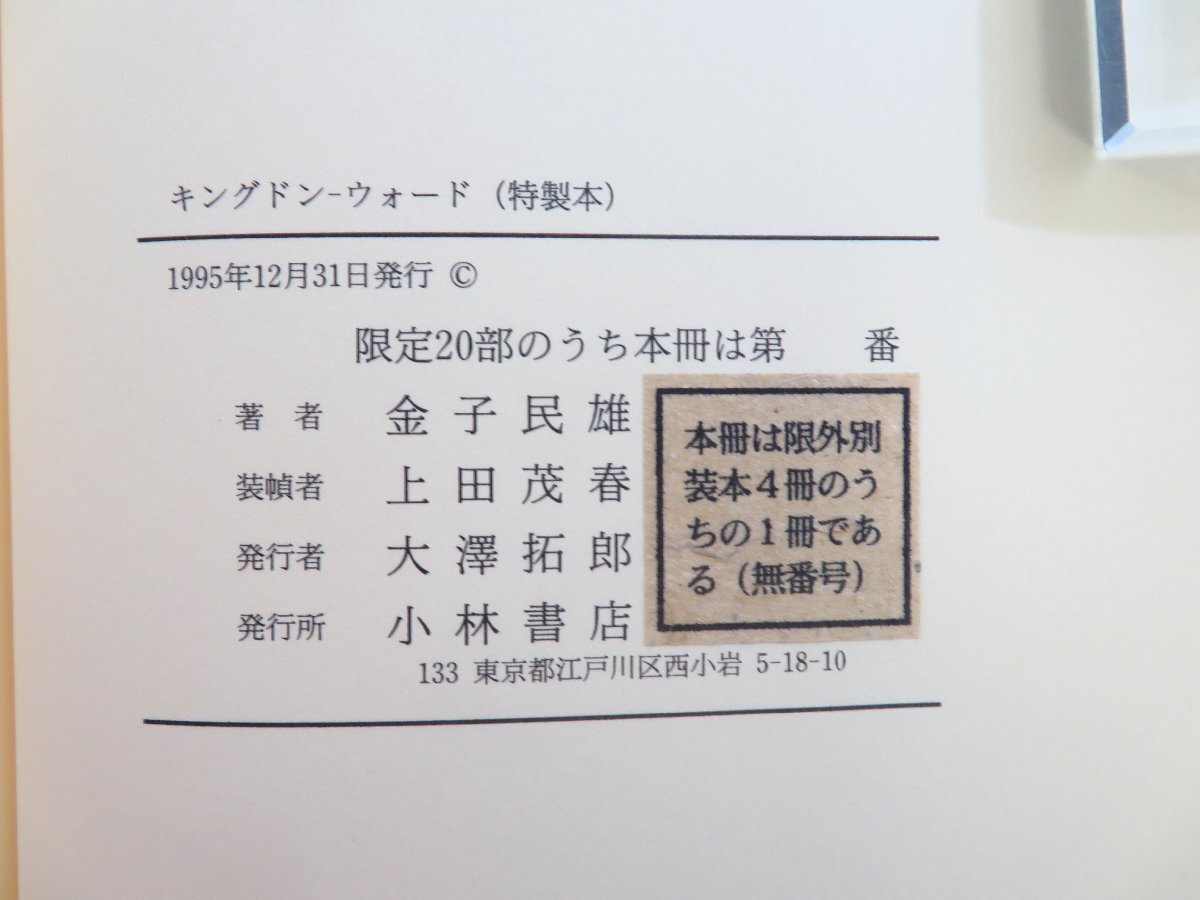 キングドン-ウォード（特製本）
1995年12月31日発行 ©
限定20部のうち本冊は第　　番
著　者　金子民雄
装幀者　上田茂春
発行者　大澤拓郎
発行所　小林書店
133 東京都江戸川区西小岩 5-18-10
本冊は限外別
装本４冊のう
ちの１冊であ
る（無番号）